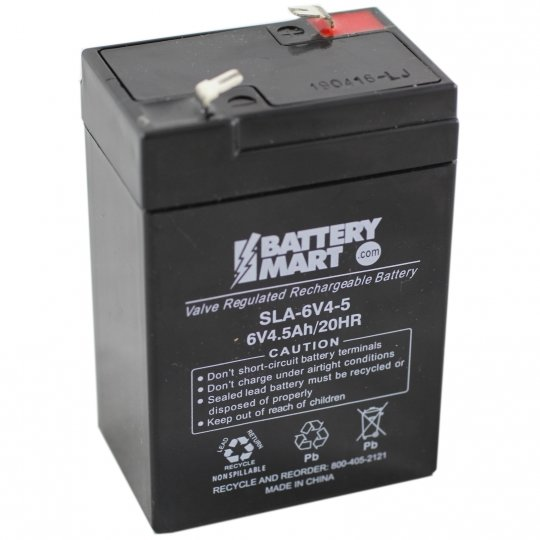 190416-LJ
BATTERY
MART .com
Valve Regulated Rechargeable Battery
SLA-6V4-5
6V4.5Ah/20HR
CAUTION
• Don't short-circuit battery terminals
• Don't charge under airtight conditions
• Sealed lead battery must be recycled or
disposed of properly
• Keep out of reach of children
LEAD RETURN
RECYCLE
NONSPILLABLE
Pb
Pb
RECYCLE AND REORDER: 800-405-2121
MADE IN CHINA